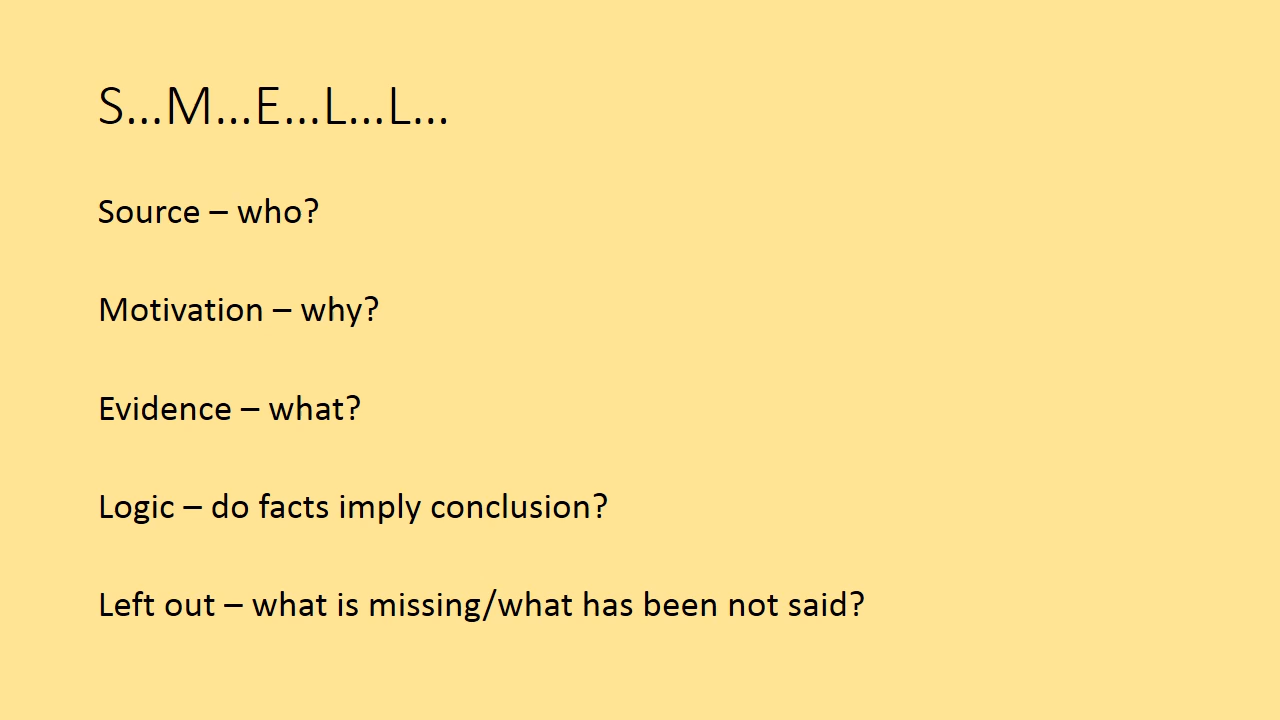 S...M...E...L...L...
Source – who?
Motivation – why?
Evidence – what?
Logic – do facts imply conclusion?
Left out – what is missing/what has been not said?